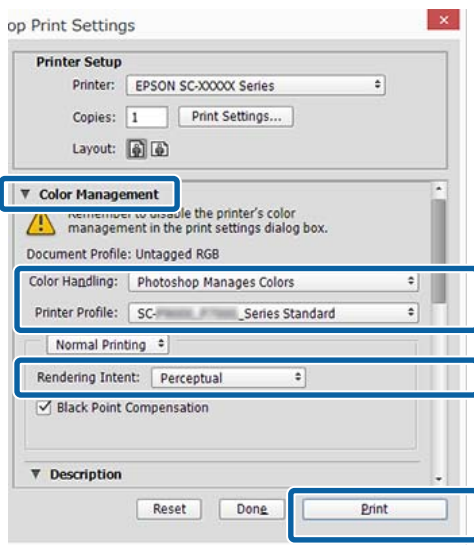 op Print Settings
Printer Setup
Printer: EPSON SC-XXXXX Series
Copies: 1 Print Settings...
Layout:
Color Management
Remember to disable the printer's color
management in the print settings dialog box.
Document Profile: Untagged RGB
Color Handling: Photoshop Manages Colors
Printer Profile: SC- _Series Standard
Normal Printing
Rendering Intent: Perceptual
Black Point Compensation
Description
Reset Done Print